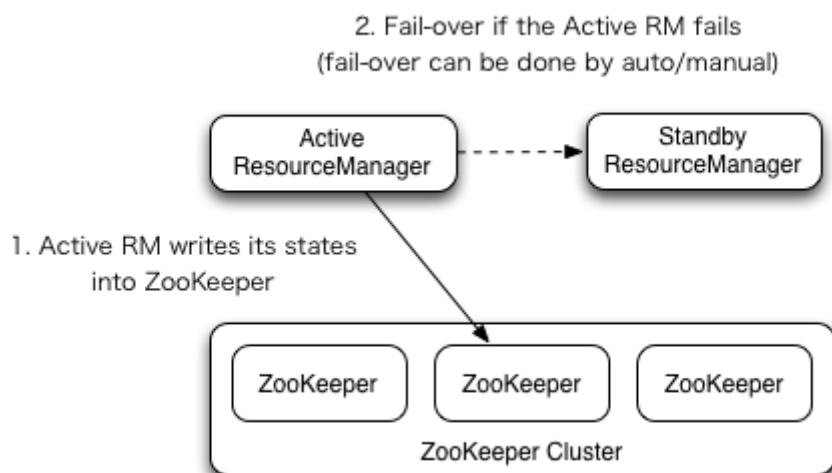 2. Fail-over if the Active RM fails
(fail-over can be done by auto/manual)
Active
ResourceManager
Standby
ResourceManager
1. Active RM writes its states
into ZooKeeper
ZooKeeper
ZooKeeper
ZooKeeper
ZooKeeper Cluster